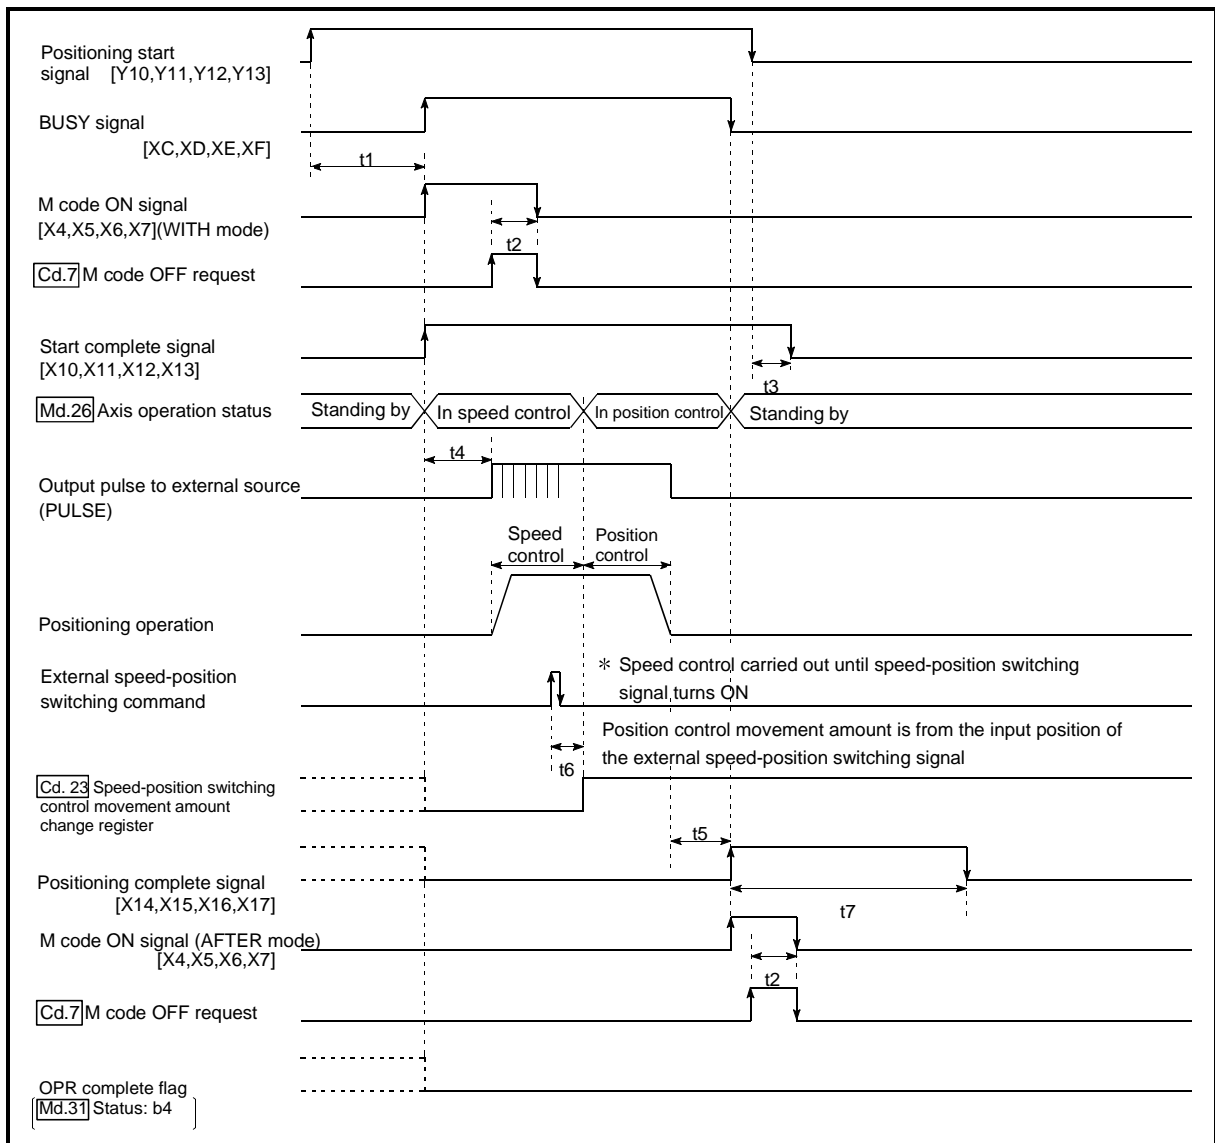 Positioning start
signal [Y10,Y11,Y12,Y13]
BUSY signal
[XC,XD,XE,XF]
t1
M code ON signal
[X4,X5,X6,X7](WITH mode)
t2
Cd.7 M code OFF request
Start complete signal
[X10,X11,X12,X13]
t3
Md.26 Axis operation status
Standing by
In speed control
In position control
Standing by
t4
Output pulse to external source
(PULSE)
Speed
control
Position
control
Positioning operation
External speed-position
switching command
* Speed control carried out until speed-position switching
signal turns ON
Position control movement amount is from the input position of
the external speed-position switching signal
t6
Cd. 23 Speed-position switching
control movement amount
change register
t5
Positioning complete signal
[X14,X15,X16,X17]
t7
M code ON signal (AFTER mode)
[X4,X5,X6,X7]
t2
Cd.7 M code OFF request
OPR complete flag
Md.31 Status: b4